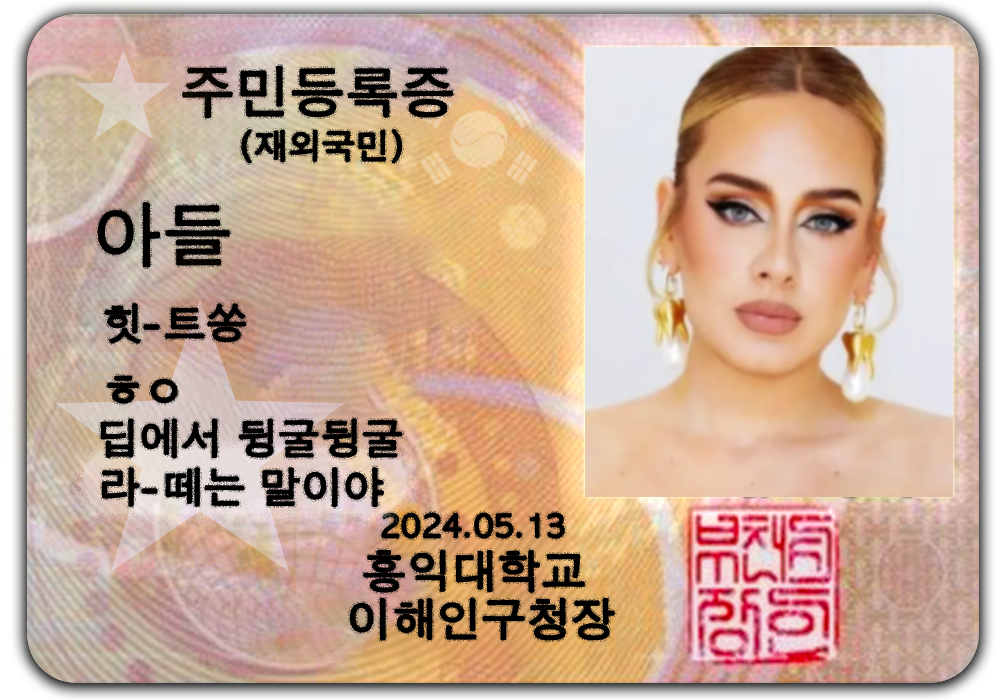 주민등록증
(재외국민)
아들
힛-트쏭
ㅎㅇ
딥에서 뒹굴뒹굴
라-떼는 말이야
2024.05.13
홍익대학교
이해인구청장